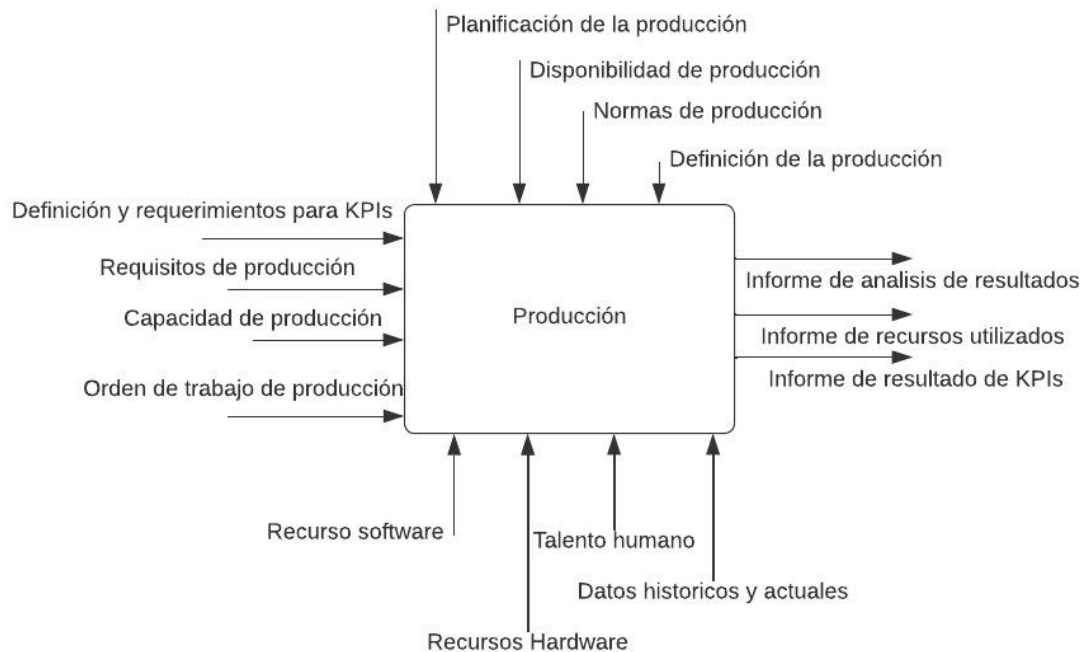 Planificación de la producción
Disponibilidad de producción
Normas de producción
Definición de la producción
Definición y requerimientos para KPIs
Requisitos de producción
Capacidad de producción
Orden de trabajo de producción
Producción
Informe de analisis de resultados
Informe de recursos utilizados
Informe de resultado de KPIs
Recurso software
Talento humano
Datos historicos y actuales
Recursos Hardware